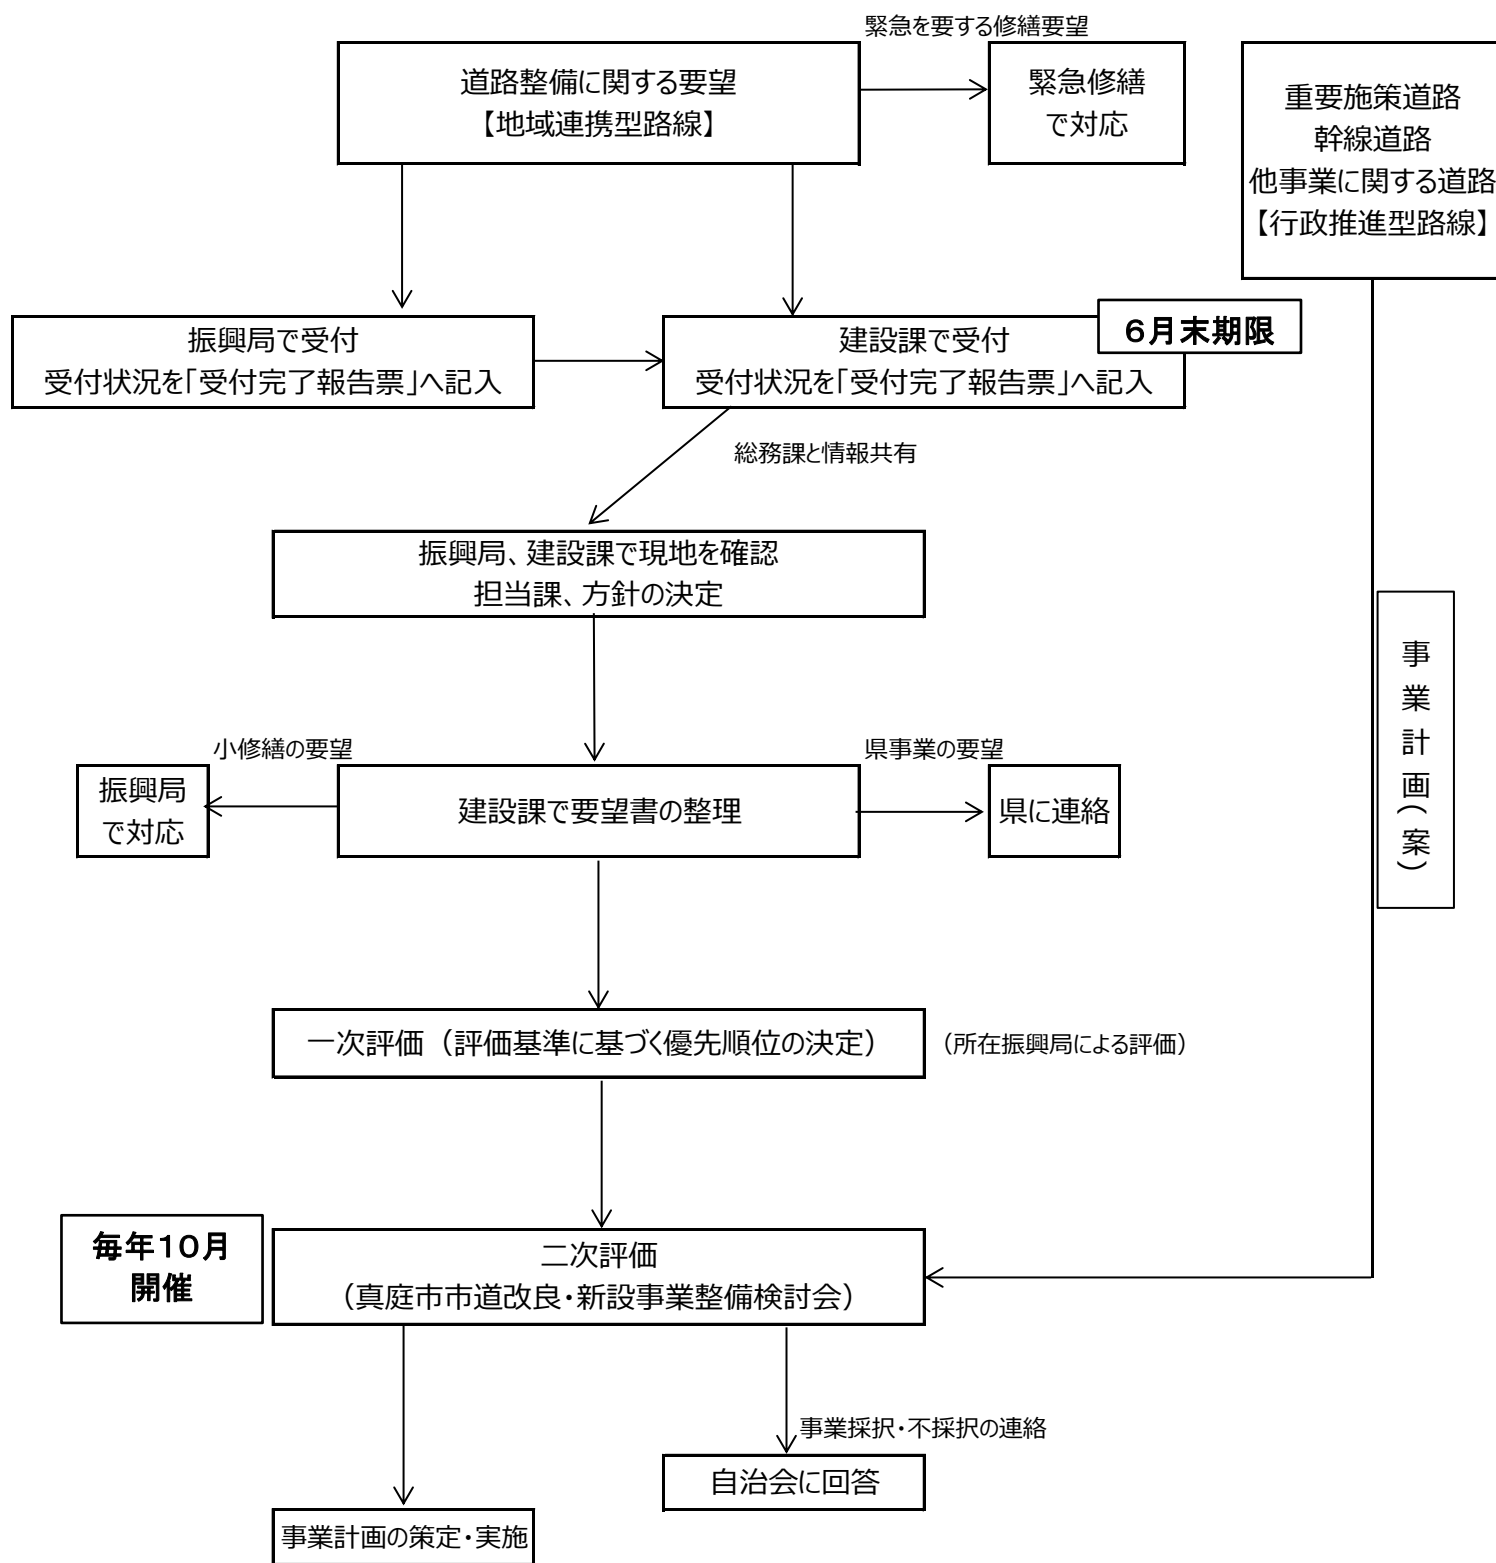 緊急を要する修繕要望
道路整備に関する要望
【地域連携型路線】
緊急修繕
で対応
重要施策道路
幹線道路
他事業に関する道路
【行政推進型路線】
振興局で受付
受付状況を「受付完了報告票」へ記入
建設課で受付
受付状況を「受付完了報告票」へ記入
６月末期限
総務課と情報共有
振興局、建設課で現地を確認
担当課、方針の決定
事業計画（案）
小修繕の要望
県事業の要望
振興局
で対応
建設課で要望書の整理
県に連絡
一次評価（評価基準に基づく優先順位の決定）
（所在振興局による評価）
毎年１０月
開催
二次評価
（真庭市市道改良・新設事業整備検討会）
事業採択・不採択の連絡
自治会に回答
事業計画の策定・実施